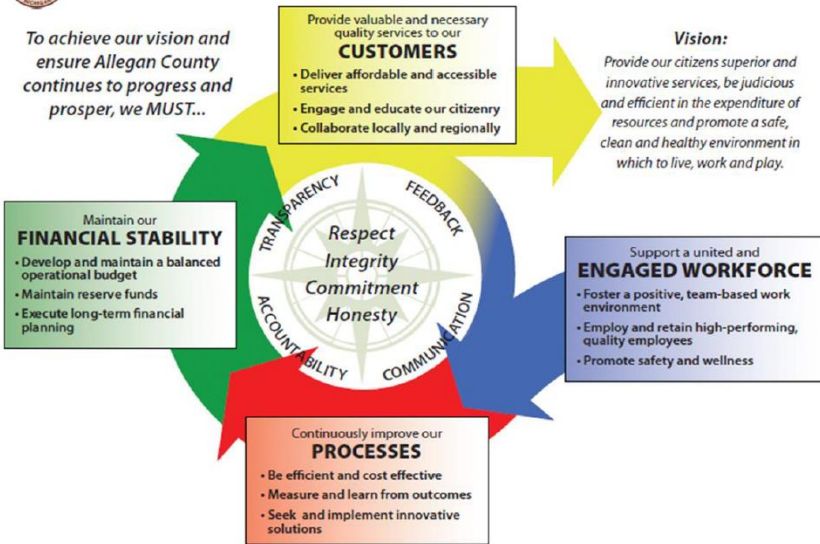 To achieve our vision and
ensure Allegan County
continues to progress and
prosper, we MUST...
Provide valuable and necessary
quality services to our
CUSTOMERS
• Deliver affordable and accessible
services
• Engage and educate our citizenry
• Collaborate locally and regionally
Vision:
Provide our citizens superior and
innovative services, be judicious
and efficient in the expenditure of
resources and promote a safe,
clean and healthy environment in
which to live, work and play.
TRANSPARENCY
FEEDBACK
Respect
Integrity
Commitment
Honesty
ACCOUNTABILITY
COMMUNICATION
Maintain our
FINANCIAL STABILITY
• Develop and maintain a balanced
operational budget
• Maintain reserve funds
• Execute long-term financial
planning
Support a united and
ENGAGED WORKFORCE
• Foster a positive, team-based work
environment
• Employ and retain high-performing,
quality employees
• Promote safety and wellness
Continuously improve our
PROCESSES
• Be efficient and cost effective
• Measure and learn from outcomes
• Seek and implement innovative
solutions